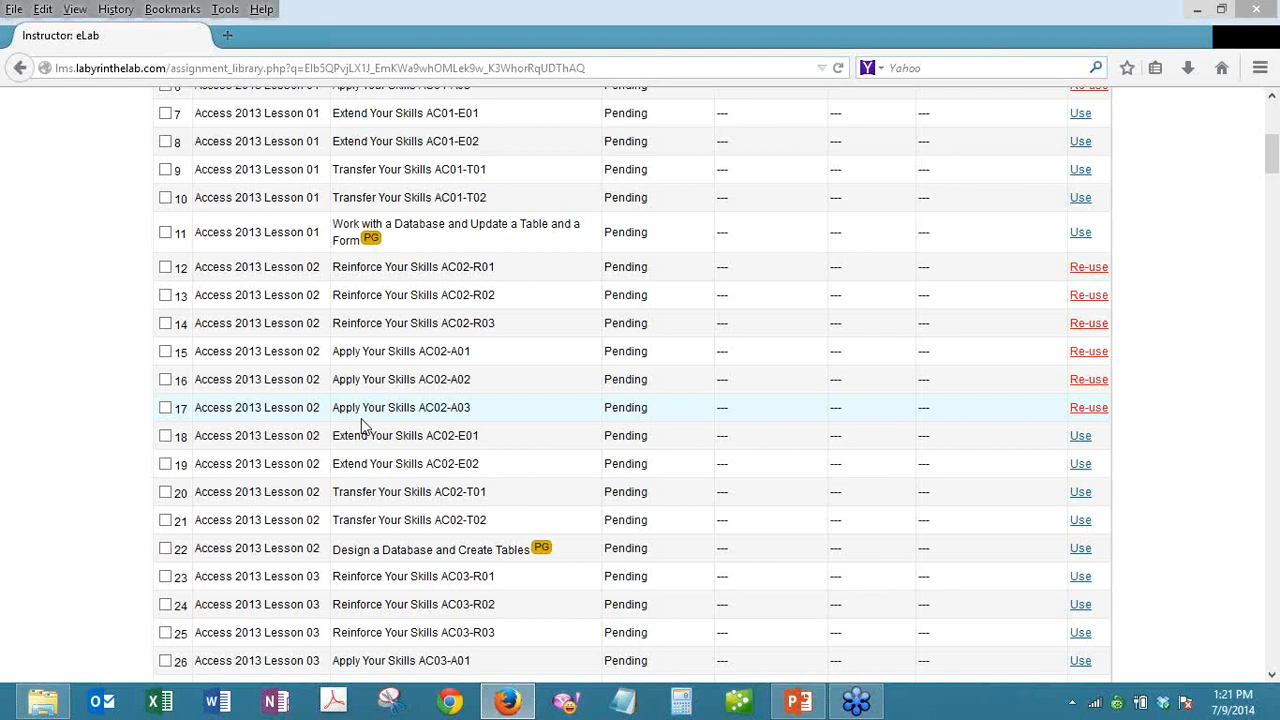 File Edit View History Bookmarks Tools Help
Instructor: eLab
lms.labyrinthelab.com/assignment_library.php?q=Elb5QPvjLX1J_EmKWa9whOMLek9w_K3WhorRqUDThAQ Yahoo
7 Access 2013 Lesson 01 Extend Your Skills AC01-E01 Pending --- --- --- Use
8 Access 2013 Lesson 01 Extend Your Skills AC01-E02 Pending --- --- --- Use
9 Access 2013 Lesson 01 Transfer Your Skills AC01-T01 Pending --- --- --- Use
10 Access 2013 Lesson 01 Transfer Your Skills AC01-T02 Pending --- --- --- Use
11 Access 2013 Lesson 01 Work with a Database and Update a Table and a Pending --- --- --- Use
Form PG
12 Access 2013 Lesson 02 Reinforce Your Skills AC02-R01 Pending --- --- --- Re-use
13 Access 2013 Lesson 02 Reinforce Your Skills AC02-R02 Pending --- --- --- Re-use
14 Access 2013 Lesson 02 Reinforce Your Skills AC02-R03 Pending --- --- --- Re-use
15 Access 2013 Lesson 02 Apply Your Skills AC02-A01 Pending --- --- --- Re-use
16 Access 2013 Lesson 02 Apply Your Skills AC02-A02 Pending --- --- --- Re-use
17 Access 2013 Lesson 02 Apply Your Skills AC02-A03 Pending --- --- --- Re-use
18 Access 2013 Lesson 02 Extend Your Skills AC02-E01 Pending --- --- --- Use
19 Access 2013 Lesson 02 Extend Your Skills AC02-E02 Pending --- --- --- Use
20 Access 2013 Lesson 02 Transfer Your Skills AC02-T01 Pending --- --- --- Use
21 Access 2013 Lesson 02 Transfer Your Skills AC02-T02 Pending --- --- --- Use
22 Access 2013 Lesson 02 Design a Database and Create Tables PG Pending --- --- --- Use
23 Access 2013 Lesson 03 Reinforce Your Skills AC03-R01 Pending --- --- --- Use
24 Access 2013 Lesson 03 Reinforce Your Skills AC03-R02 Pending --- --- --- Use
25 Access 2013 Lesson 03 Reinforce Your Skills AC03-R03 Pending --- --- --- Use
26 Access 2013 Lesson 03 Apply Your Skills AC03-A01 Pending --- --- --- Use
1:21 PM
7/9/2014